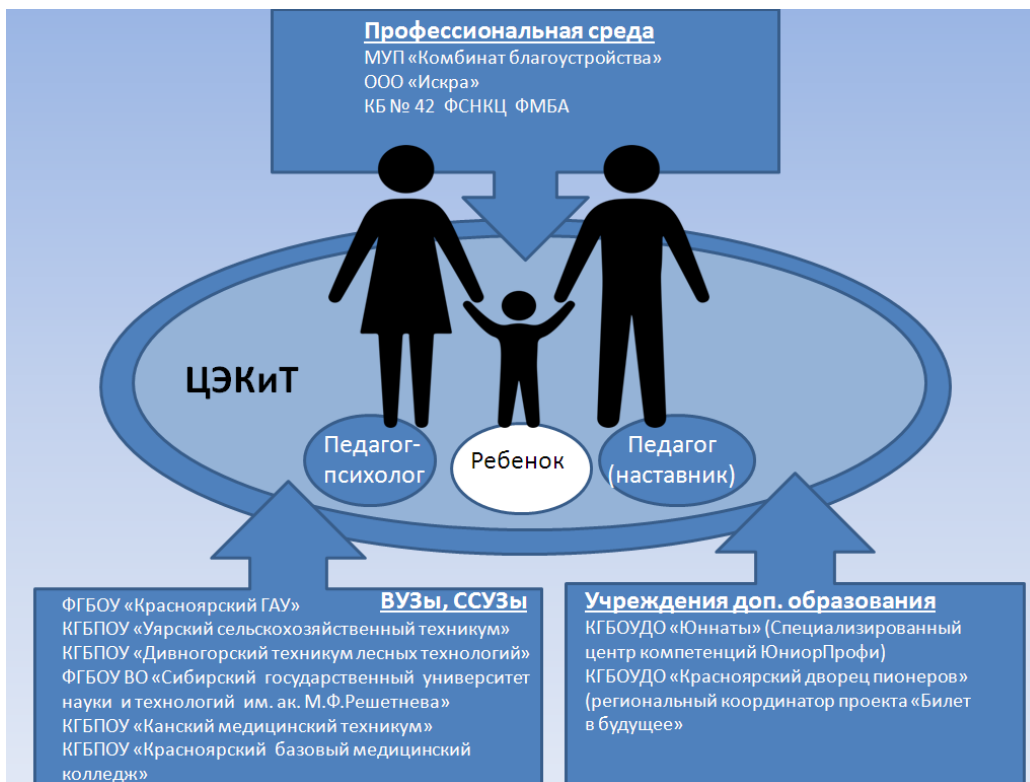 Профессиональная среда
МУП «Комбинат благоустройства»
ООО «Искра»
КБ № 42 ФСНКЦ ФМБА
ЦЭКиТ
Педагог-
психолог
Ребенок
Педагог
(наставник)
ВУЗы, ССУЗы
ФГБОУ «Красноярский ГАУ»
КГБПОУ «Уярский сельскохозяйственный техникум»
КГБПОУ «Дивногорский техникум лесных технологий»
ФГБОУ ВО «Сибирский государственный университет
науки и технологий им. ак. М.Ф.Решетнева»
КГБПОУ «Канский медицинский техникум»
КГБПОУ «Красноярский базовый медицинский
колледж»
Учреждения доп. образования
КГБОУДО «Юннаты» (Специализированный
центр компетенций ЮниорПрофи)
КГБОУДО «Красноярский дворец пионеров»
(региональный координатор проекта «Билет
в будущее»